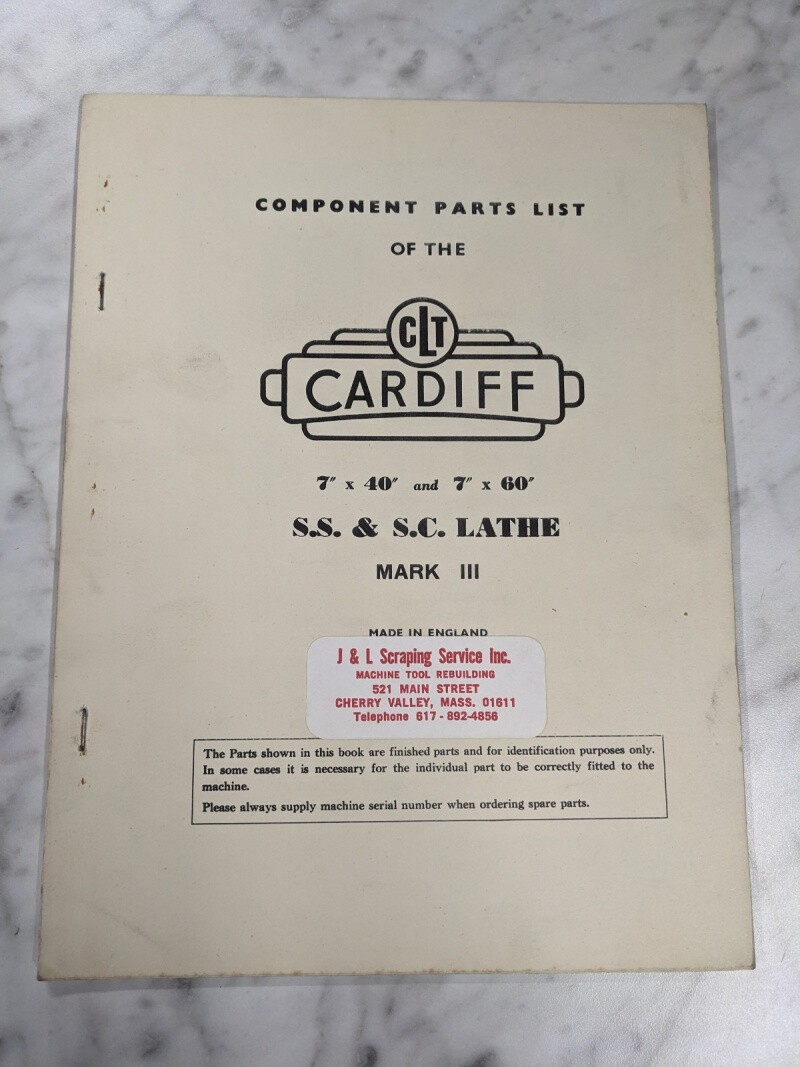 COMPONENT PARTS LIST
OF THE
CLT
CARDIFF
7" x 40" and 7" x 60"
S.S. & S.C. LATHE
MARK III
MADE IN ENGLAND
J & L Scraping Service Inc.
MACHINE TOOL REBUILDING
521 MAIN STREET
CHERRY VALLEY, MASS. 01611
Telephone 617-892-4856
The Parts shown in this book are finished parts and for identification purposes only.
In some cases it is necessary for the individual part to be correctly fitted to the
machine.
Please always supply machine serial number when ordering spare parts.